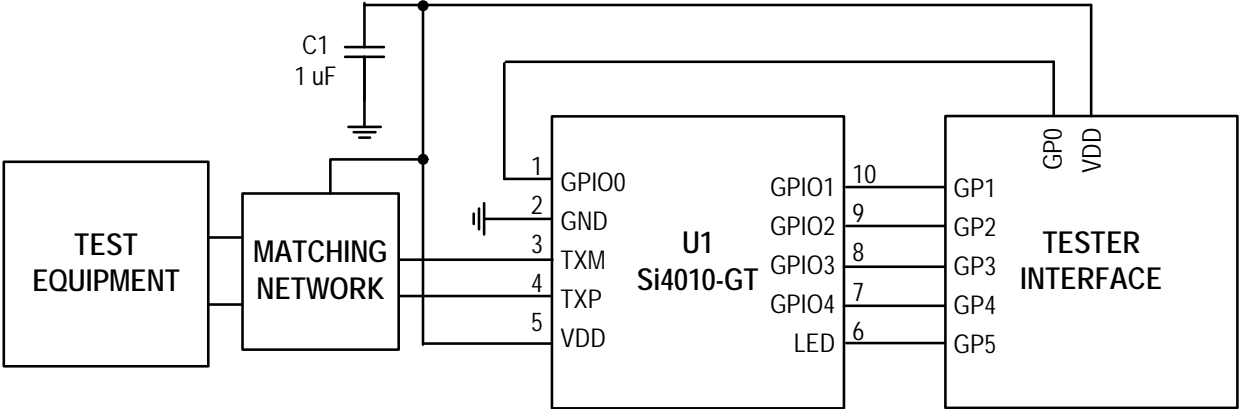 C1
1 uF
GP0
VDD
1
GPIO0
2
GND
3
TXM
4
TXP
5
VDD
U1
Si4010-GT
GPIO1
10
GPIO2
9
GPIO3
8
GPIO4
7
LED
6
GP1
GP2
GP3
GP4
GP5
TESTER
INTERFACE
TEST
EQUIPMENT
MATCHING
NETWORK